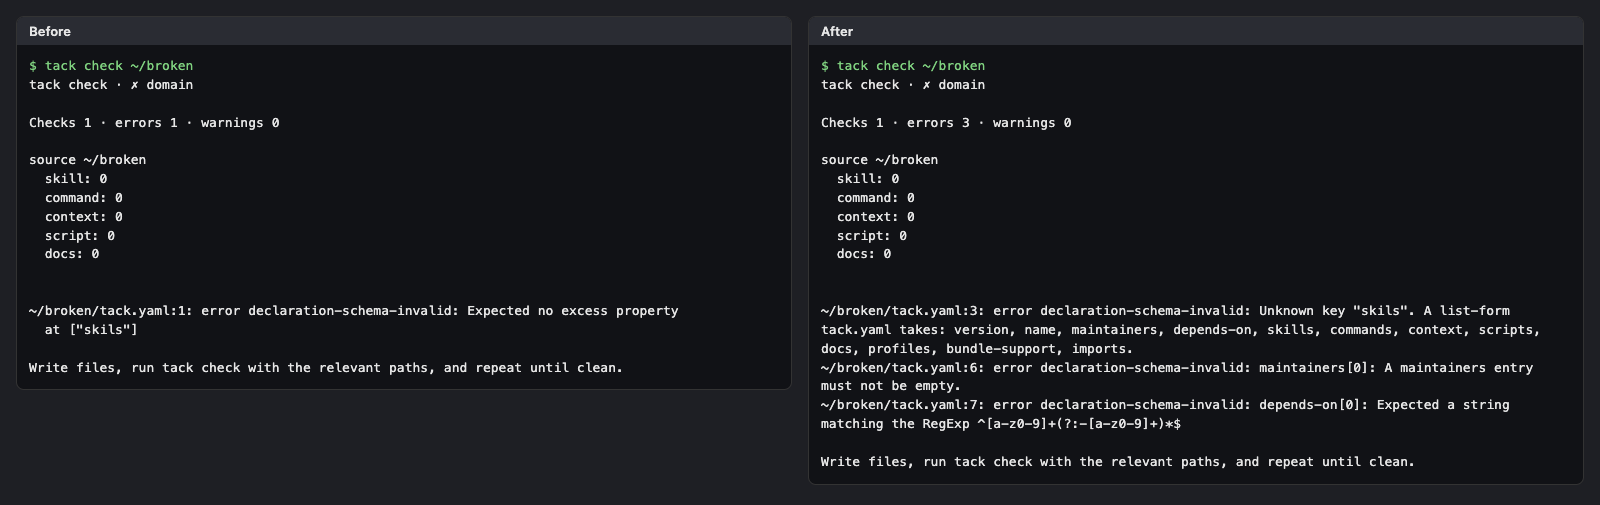 Before
$ tack check ~/broken
tack check · ✗ domain
Checks 1 · errors 1 · warnings 0
source ~/broken
skill: 0
command: 0
context: 0
script: 0
docs: 0
~/broken/tack.yaml:1: error declaration-schema-invalid: Expected no excess property
at ["skils"]
Write files, run tack check with the relevant paths, and repeat until clean.
After
$ tack check ~/broken
tack check · ✗ domain
Checks 1 · errors 3 · warnings 0
source ~/broken
skill: 0
command: 0
context: 0
script: 0
docs: 0
~/broken/tack.yaml:3: error declaration-schema-invalid: Unknown key "skils". A list-form
tack.yaml takes: version, name, maintainers, depends-on, skills, commands, context, scripts,
docs, profiles, bundle-support, imports.
~/broken/tack.yaml:6: error declaration-schema-invalid: maintainers[0]: A maintainers entry
must not be empty.
~/broken/tack.yaml:7: error declaration-schema-invalid: depends-on[0]: Expected a string
matching the RegExp ^[a-z0-9]+(?:-[a-z0-9]+)*$
Write files, run tack check with the relevant paths, and repeat until clean.